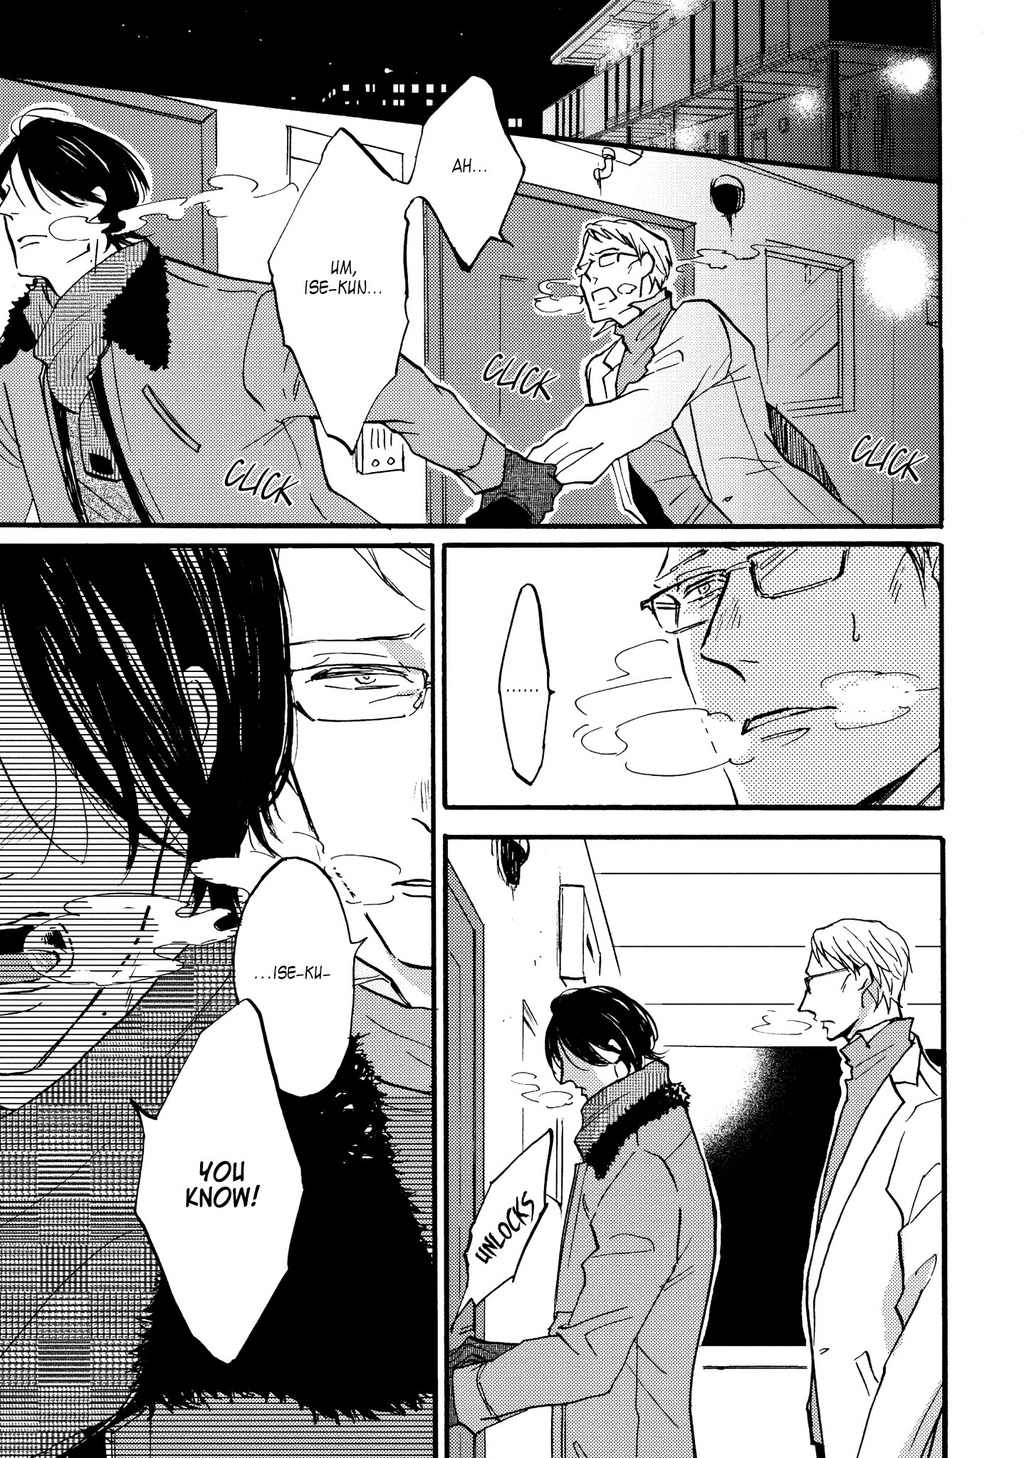 AH...
UM,
ISE-KUN...
CLICK
CLICK
CLICK
.......
UNLOCKS
...ISE-KU-
YOU
KNOW!